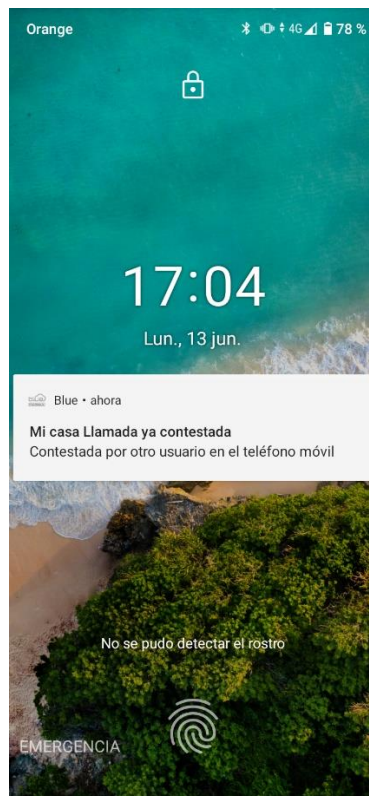 Orange 4G 78 %
17:04
Lun., 13 jun.
Blue • ahora
Mi casa Llamada ya contestada
Contestada por otro usuario en el teléfono móvil
No se pudo detectar el rostro
EMERGENCIA